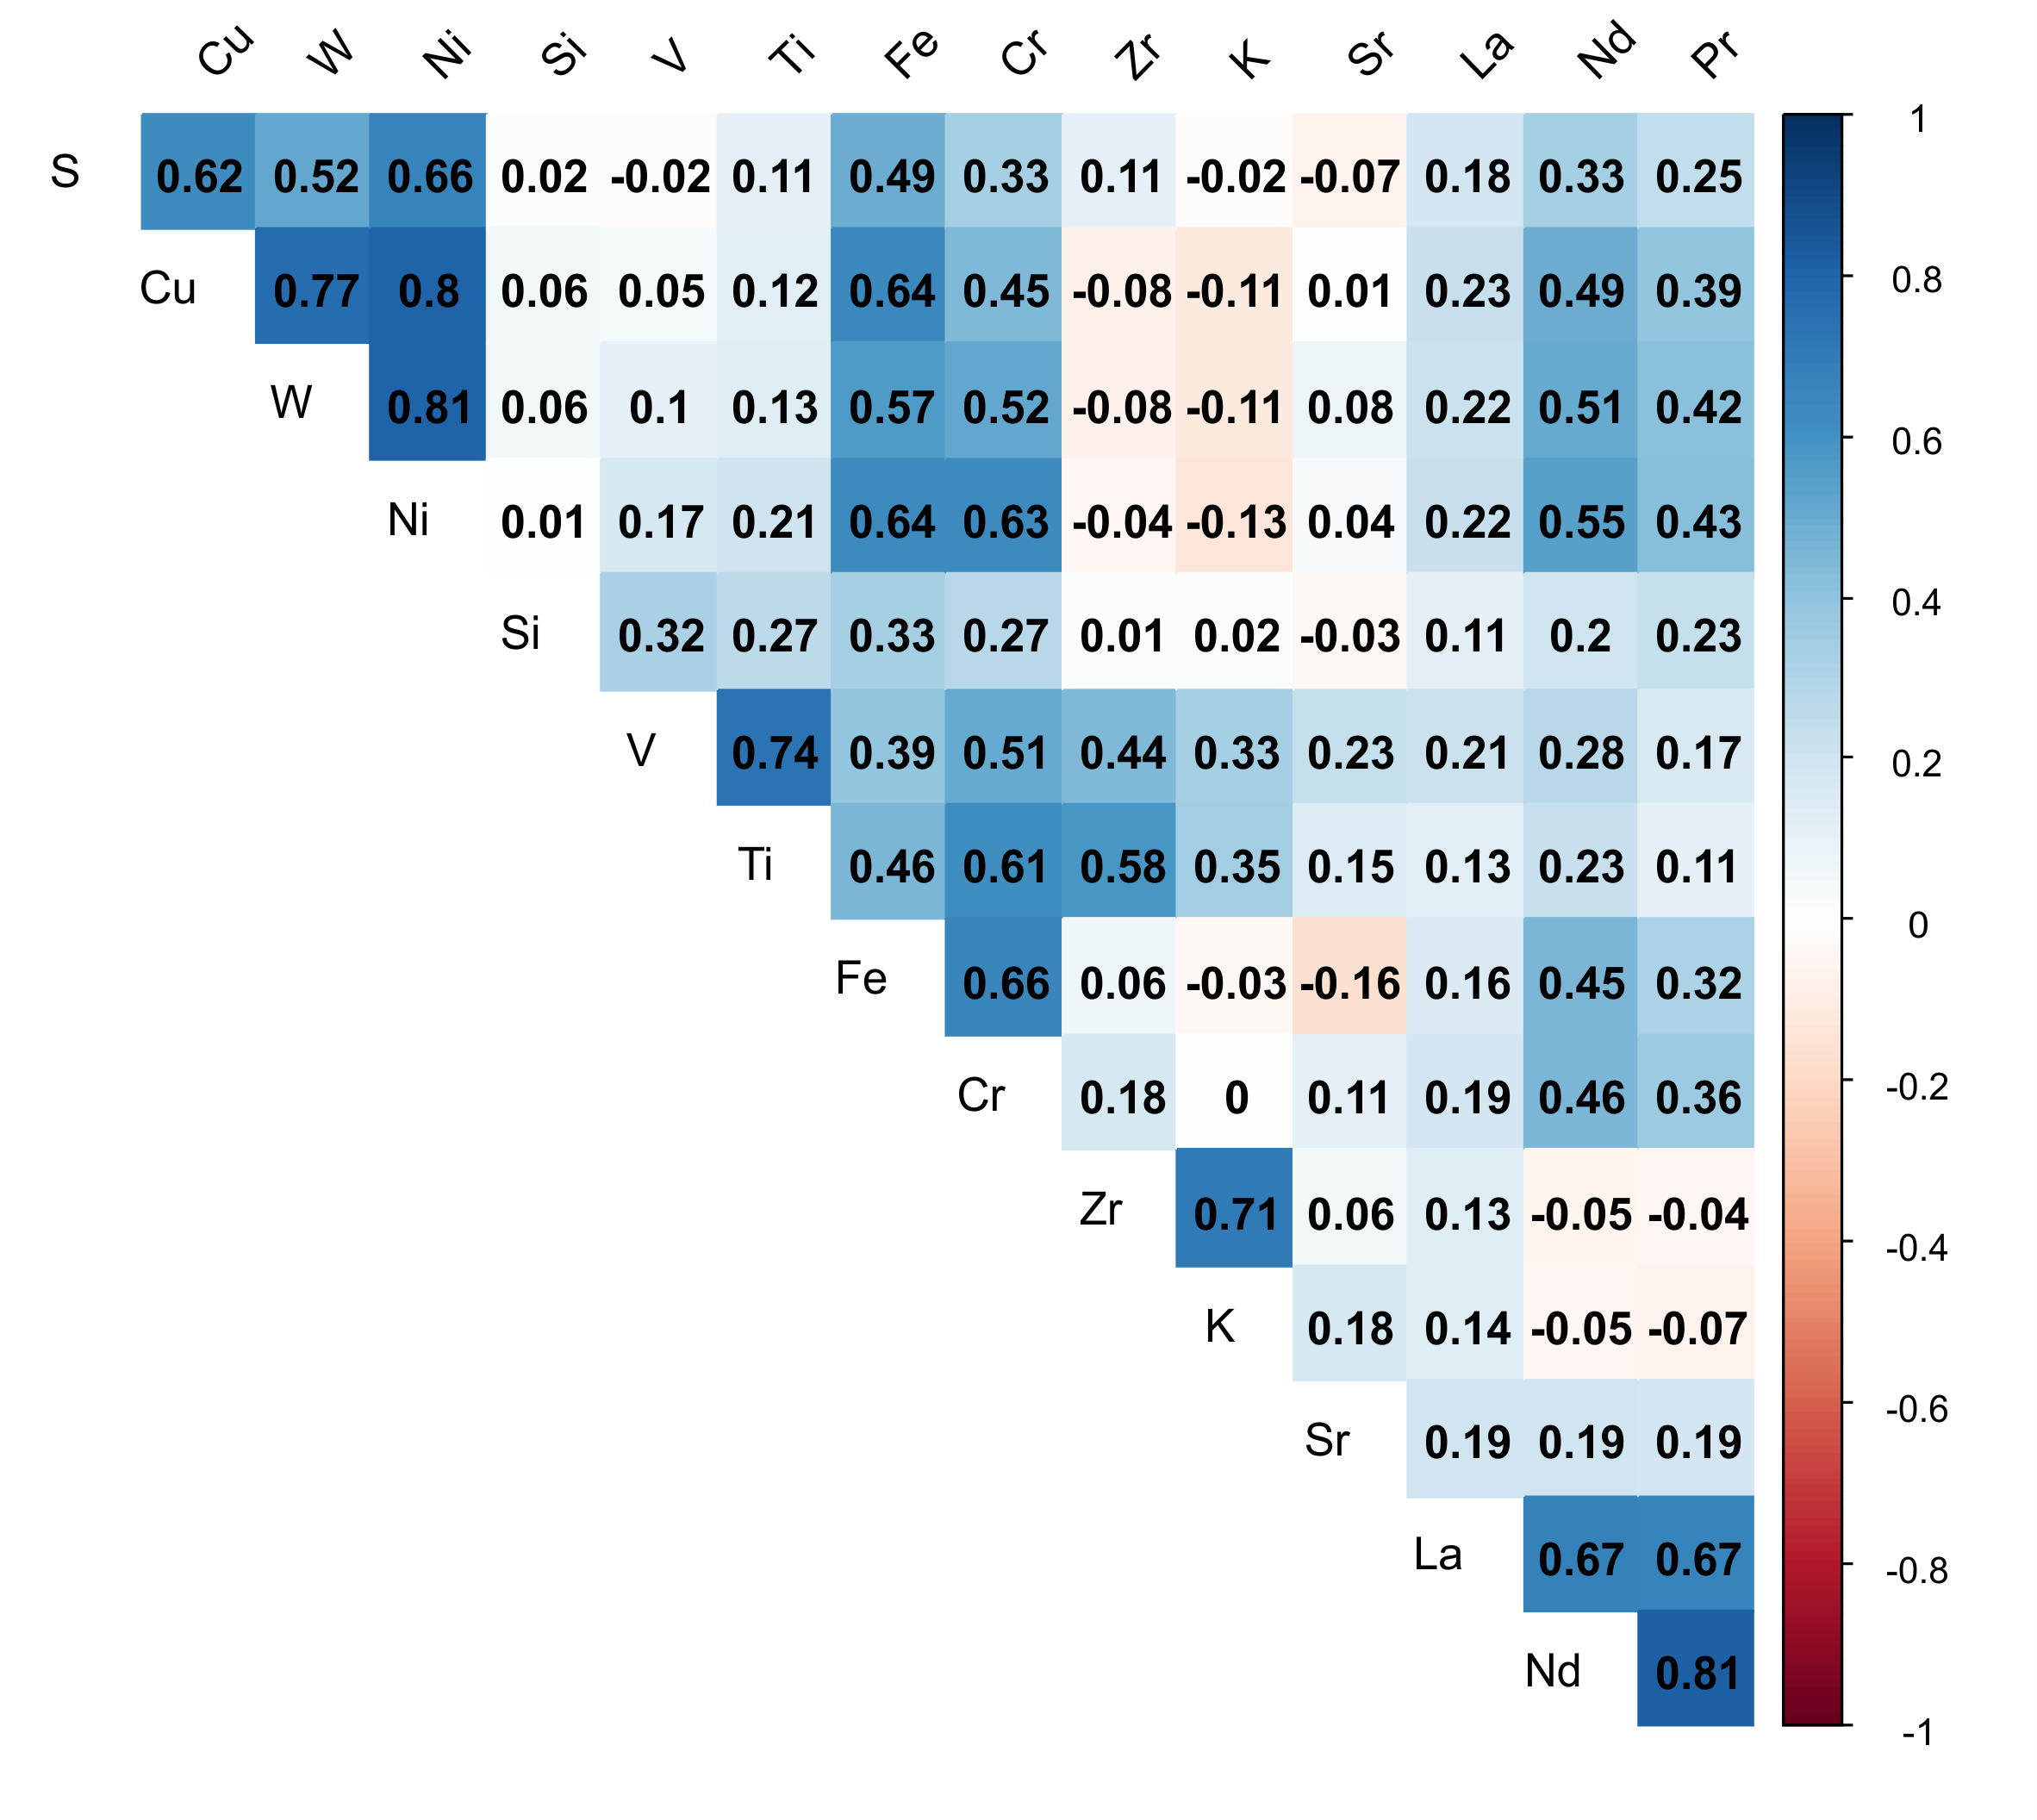 Cu W Ni Si V Ti Fe Cr Zr K Sr La Nd Pr
S 0.62 0.52 0.66 0.02 -0.02 0.11 0.49 0.33 0.11 -0.02 -0.07 0.18 0.33 0.25
Cu 0.77 0.8 0.06 0.05 0.12 0.64 0.45 -0.08 -0.11 0.01 0.23 0.49 0.39
W 0.81 0.06 0.1 0.13 0.57 0.52 -0.08 -0.11 0.08 0.22 0.51 0.42
Ni 0.01 0.17 0.21 0.64 0.63 -0.04 -0.13 0.04 0.22 0.55 0.43
Si 0.32 0.27 0.33 0.27 0.01 0.02 -0.03 0.11 0.2 0.23
V 0.74 0.39 0.51 0.44 0.33 0.23 0.21 0.28 0.17
Ti 0.46 0.61 0.58 0.35 0.15 0.13 0.23 0.11
Fe 0.66 0.06 -0.03 -0.16 0.16 0.45 0.32
Cr 0.18 0 0.11 0.19 0.46 0.36
Zr 0.71 0.06 0.13 -0.05 -0.04
K 0.18 0.14 -0.05 -0.07
Sr 0.19 0.19 0.19
La 0.67 0.67
Nd 0.81
1
0.8
0.6
0.4
0.2
0
-0.2
-0.4
-0.6
-0.8
-1